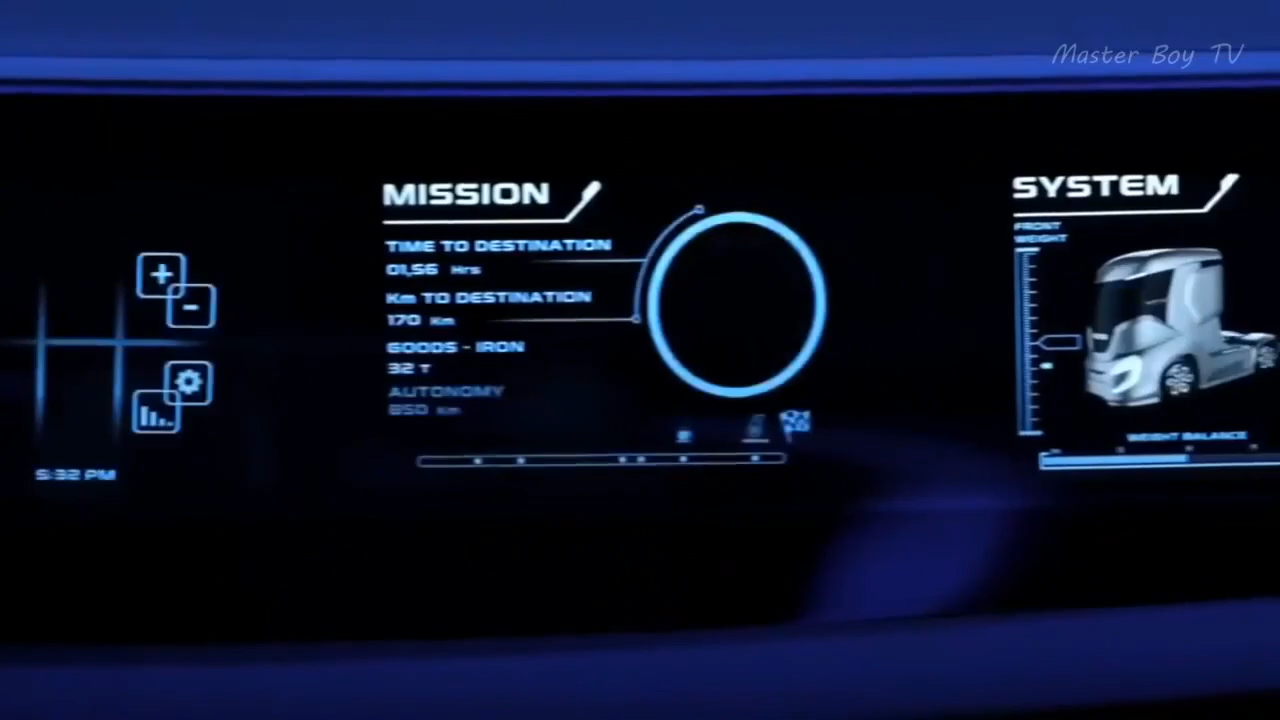 Master Boy TV
MISSION
TIME TO DESTINATION
01,56 Hrs
Km TO DESTINATION
170 Km
GOODS - IRON
32 T
AUTONOMY
850 Km
5:32 PM
SYSTEM
FRONT
WEIGHT
WEIGHT BALANCE